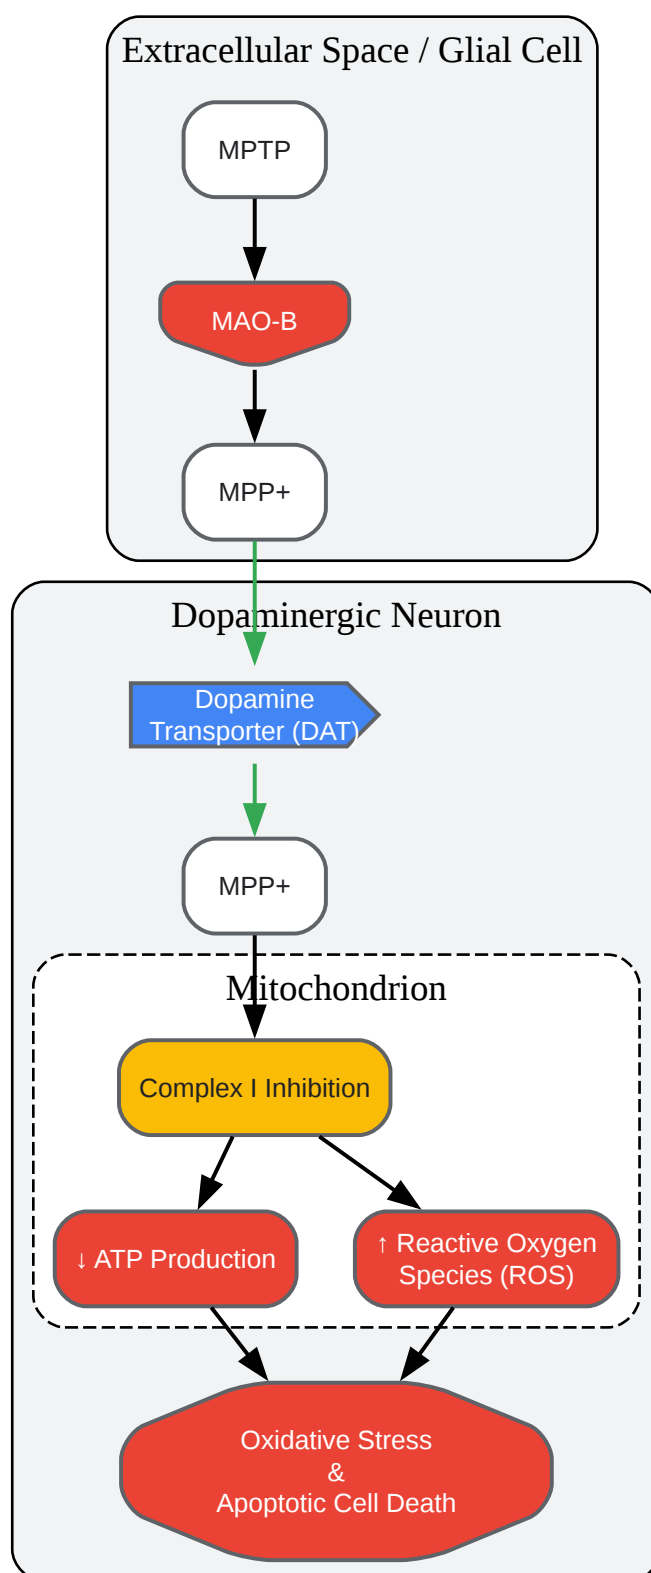 Extracellular Space / Glial Cell
MPTP
MAO-B
MPP+
Dopaminergic Neuron
Dopamine
Transporter (DAT)
MPP+
Mitochondrion
Complex I Inhibition
↓ ATP Production
↑ Reactive Oxygen
Species (ROS)
Oxidative Stress
&
Apoptotic Cell Death